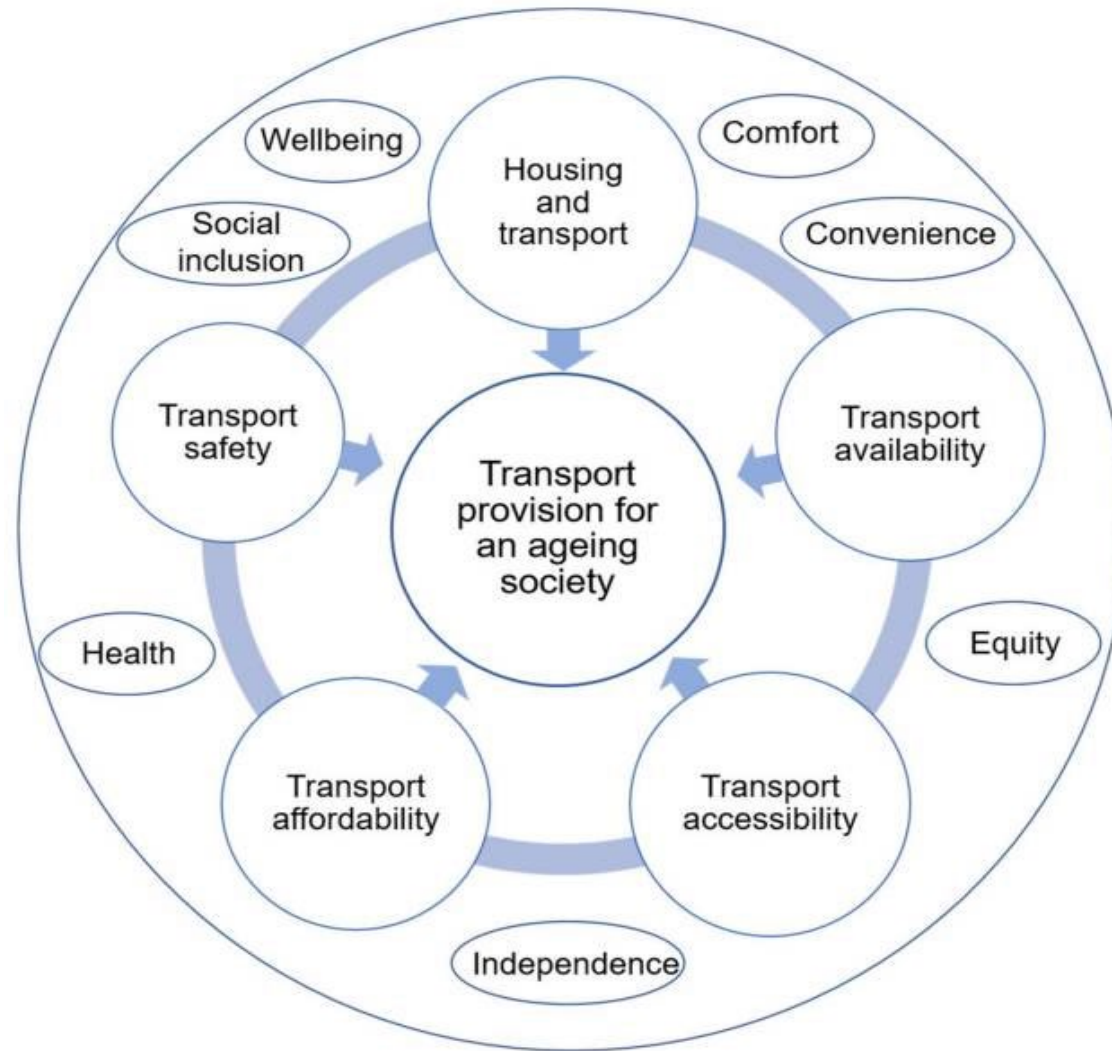 Wellbeing
Comfort
Housing
and
transport
Social
inclusion
Convenience
Transport
safety
Transport
availability
Transport
provision for
an ageing
society
Health
Equity
Transport
affordability
Transport
accessibility
Independence